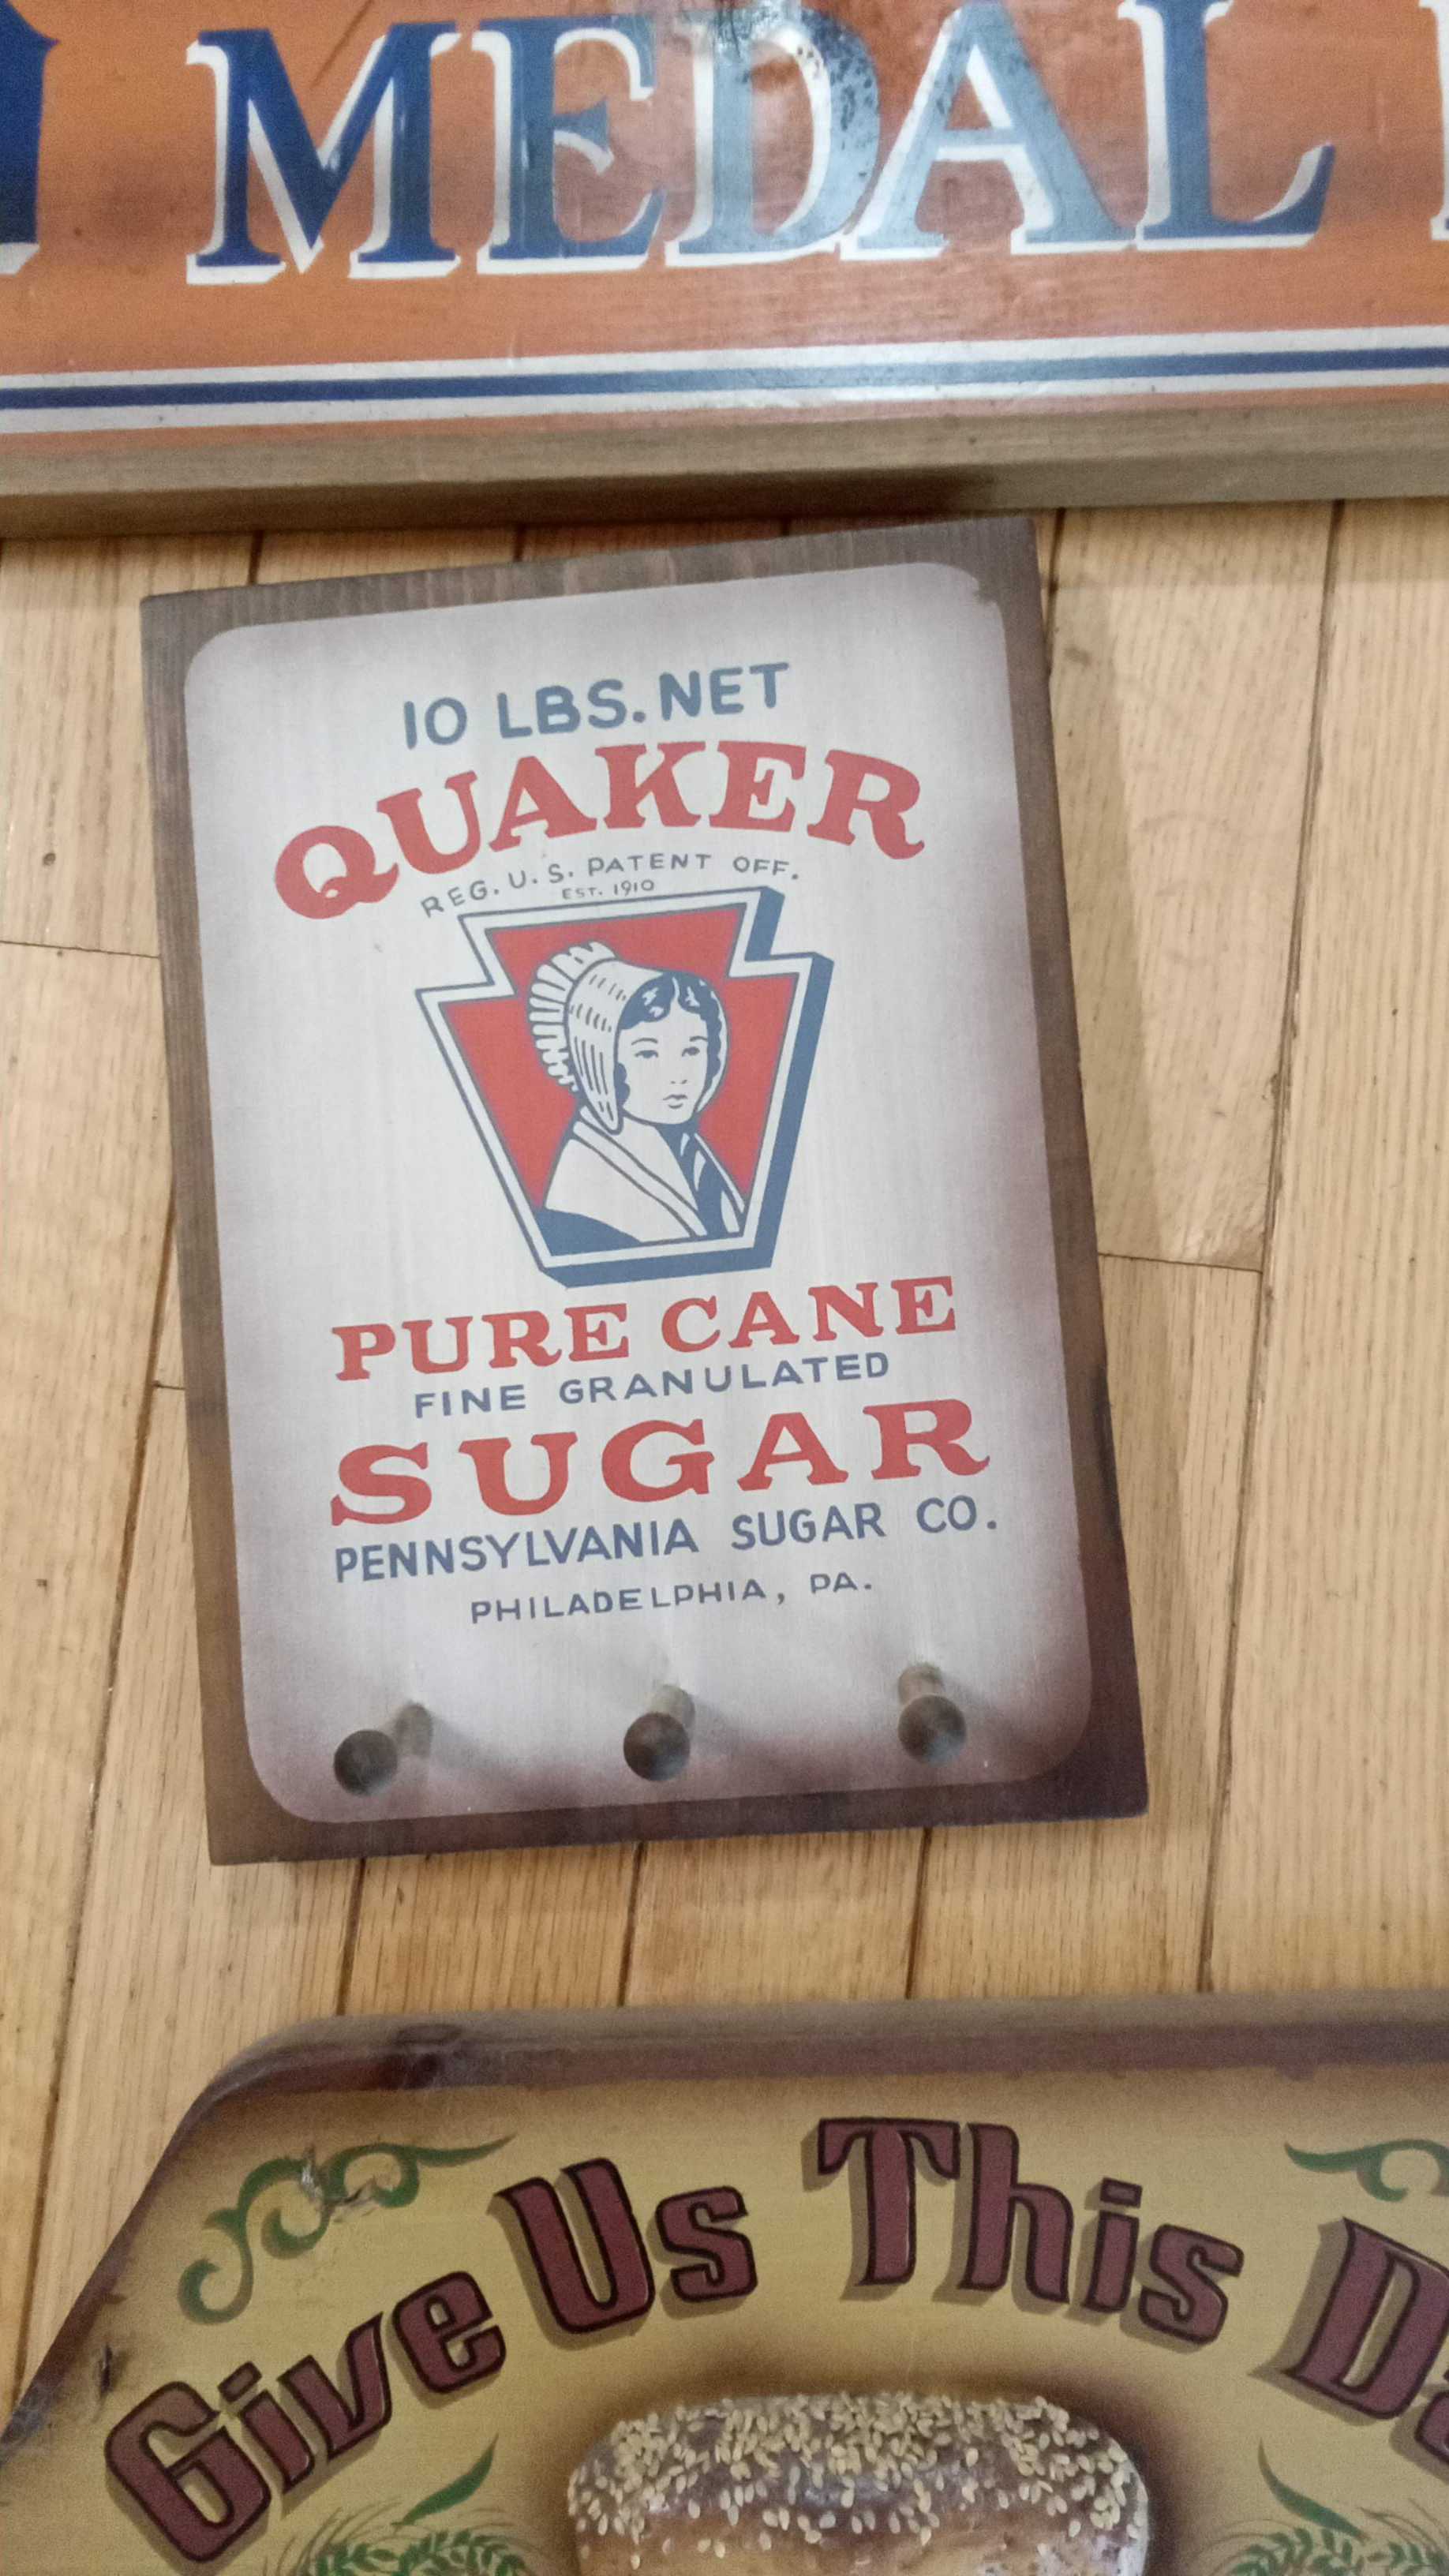 MEDAL
10 LBS. NET
QUAKER
REG. U.S. PATENT OFF.
EST. 1910
PURE CANE
FINE GRANULATED
SUGAR
PENNSYLVANIA SUGAR CO.
PHILADELPHIA, PA.
Give Us This